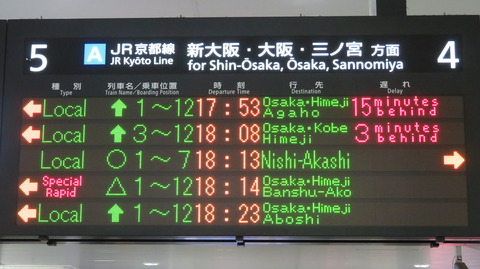 5 A JR京都線 新大阪・大阪・三ノ宮 方面 4
JR Kyōto Line for Shin-Ōsaka, Ōsaka, Sannomiya
種別 列車名/乗車位置 時刻 行先 遅れ
Type Train Name/Boarding Position Departure Time Destination Delay
←Local ↑ 1～12 17:53 Osaka・Himeji Agaho 15 minutes behind
←Local ↑ 3～12 18:08 Osaka・Kobe Himeji 3 minutes behind
Local ○ 1～7 18:13 Nishi-Akashi →
←Special Rapid △ 1～12 18:14 Osaka・Himeji Banshu-Ako
←Local ↑ 1～12 18:23 Osaka・Himeji Aboshi